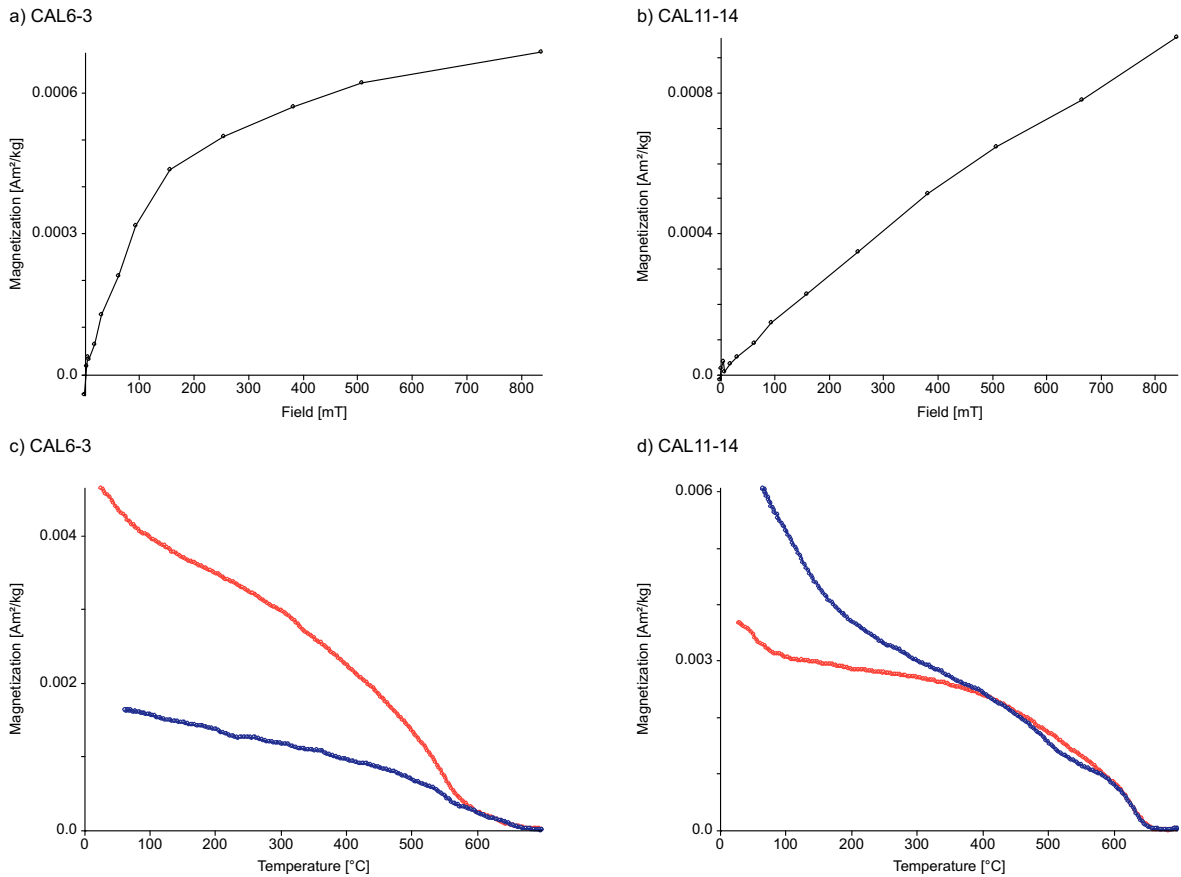 a) CAL6-3
0.0006
0.0003
0.0
Magnetization [Am²/kg]
100 200 300 400 500 600 700 800
Field [mT]
b) CAL11-14
0.0008
0.0004
0.0
Magnetization [Am²/kg]
100 200 300 400 500 600 700 800
Field [mT]
c) CAL6-3
0.004
0.002
0.0
Magnetization [Am²/kg]
0 100 200 300 400 500 600
Temperature [°C]
d) CAL11-14
0.006
0.003
0.0
Magnetization [Am²/kg]
0 100 200 300 400 500 600
Temperature [°C]